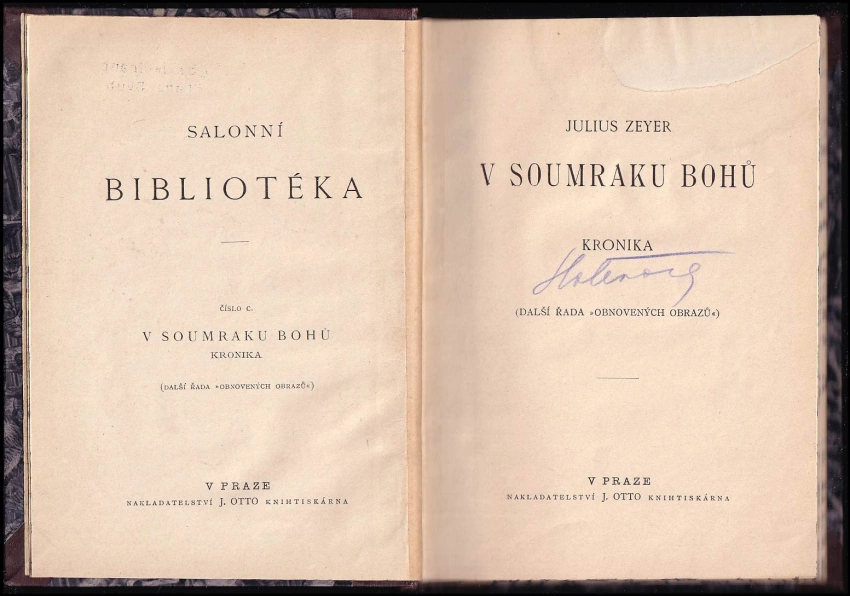 SALONNÍ
BIBLIOTÉKA
ČÍSLO C.
V SOUMRAKU BOHŮ
KRONIKA
(DALŠÍ ŘADA »OBNOVENÝCH OBRAZŮ«)
V PRAZE
NAKLADATELSTVÍ J. OTTO KNIHTISKÁRNA
JULIUS ZEYER
V SOUMRAKU BOHŮ
KRONIKA
(DALŠÍ ŘADA »OBNOVENÝCH OBRAZŮ«)
V PRAZE
NAKLADATELSTVÍ J. OTTO KNIHTISKÁRNA